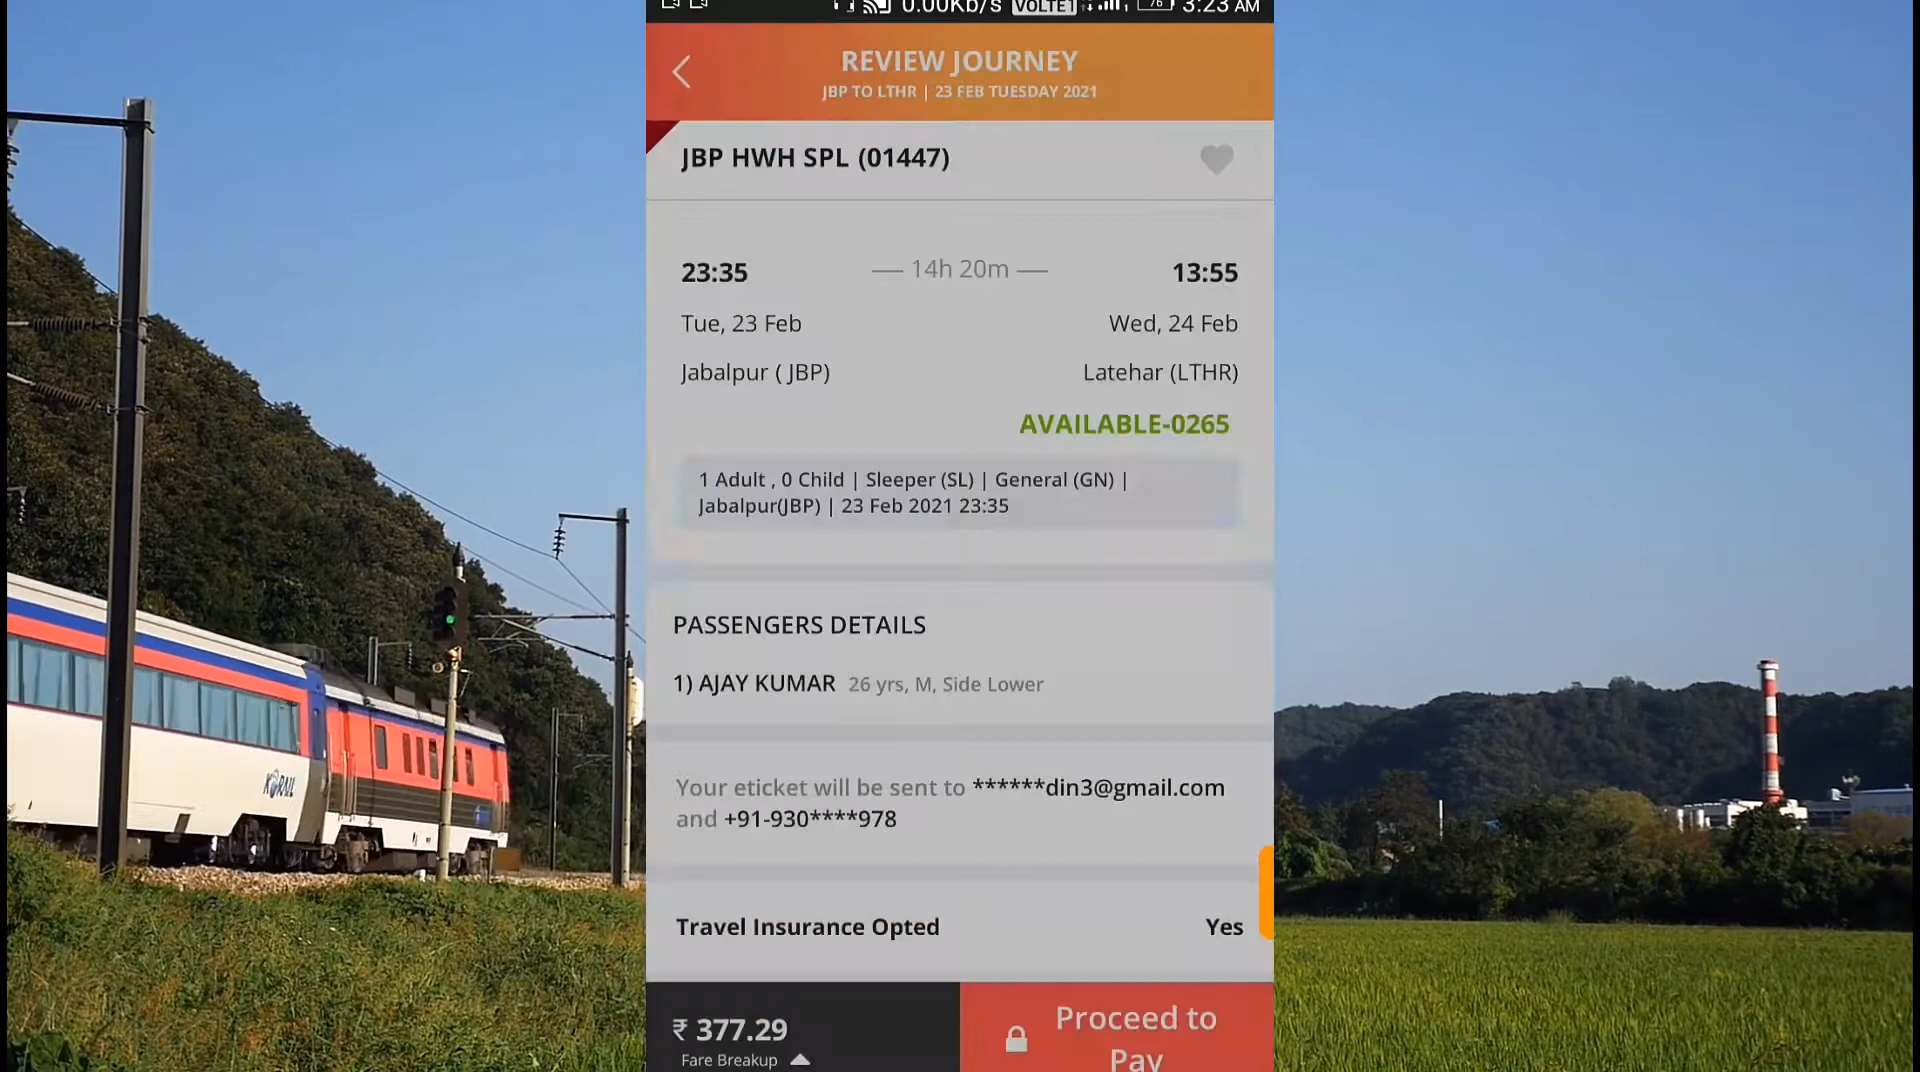 0.00Kb/s VOLTE1 76 3:23 AM
REVIEW JOURNEY
JBP TO LTHR | 23 FEB TUESDAY 2021
JBP HWH SPL (01447)
23:35 — 14h 20m — 13:55
Tue, 23 Feb Wed, 24 Feb
Jabalpur ( JBP) Latehar (LTHR)
AVAILABLE-0265
1 Adult , 0 Child | Sleeper (SL) | General (GN) |
Jabalpur(JBP) | 23 Feb 2021 23:35
PASSENGERS DETAILS
1) AJAY KUMAR 26 yrs, M, Side Lower
KORAIL
Your eticket will be sent to ******din3@gmail.com
and +91-930****978
Travel Insurance Opted Yes
₹ 377.29
Fare Breakup
Proceed to
Pay